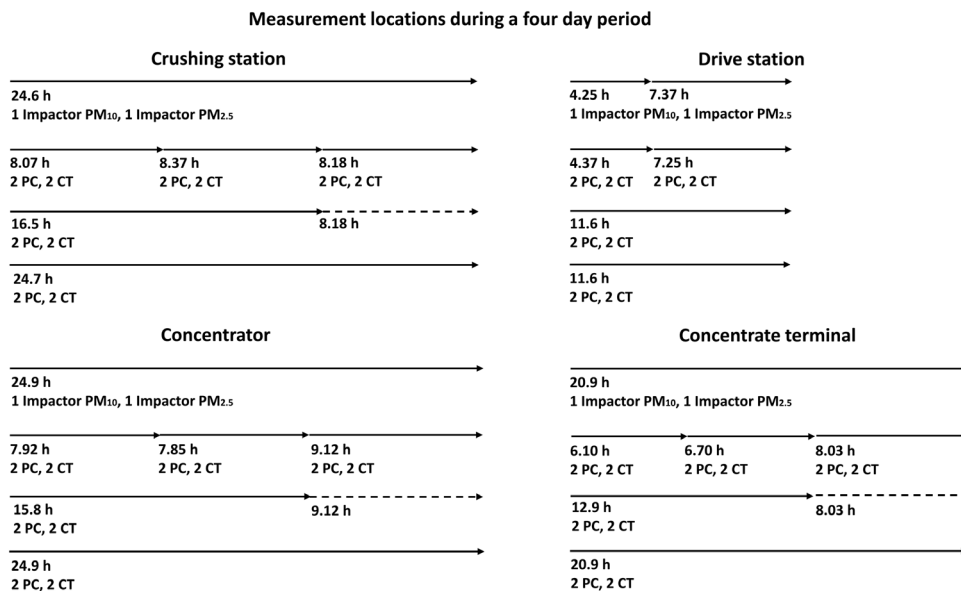 Measurement locations during a four day period
Crushing station
24.6 h
1 Impactor PM10, 1 Impactor PM2.5
8.07 h 8.37 h 8.18 h
2 PC, 2 CT 2 PC, 2 CT 2 PC, 2 CT
16.5 h 8.18 h
2 PC, 2 CT
24.7 h
2 PC, 2 CT
Drive station
4.25 h 7.37 h
1 Impactor PM10, 1 Impactor PM2.5
4.37 h 7.25 h
2 PC, 2 CT 2 PC, 2 CT
11.6 h
2 PC, 2 CT
11.6 h
2 PC, 2 CT
Concentrator
24.9 h
1 Impactor PM10, 1 Impactor PM2.5
7.92 h 7.85 h 9.12 h
2 PC, 2 CT 2 PC, 2 CT 2 PC, 2 CT
15.8 h 9.12 h
2 PC, 2 CT
24.9 h
2 PC, 2 CT
Concentrate terminal
20.9 h
1 Impactor PM10, 1 Impactor PM2.5
6.10 h 6.70 h 8.03 h
2 PC, 2 CT 2 PC, 2 CT 2 PC, 2 CT
12.9 h 8.03 h
2 PC, 2 CT
20.9 h
2 PC, 2 CT